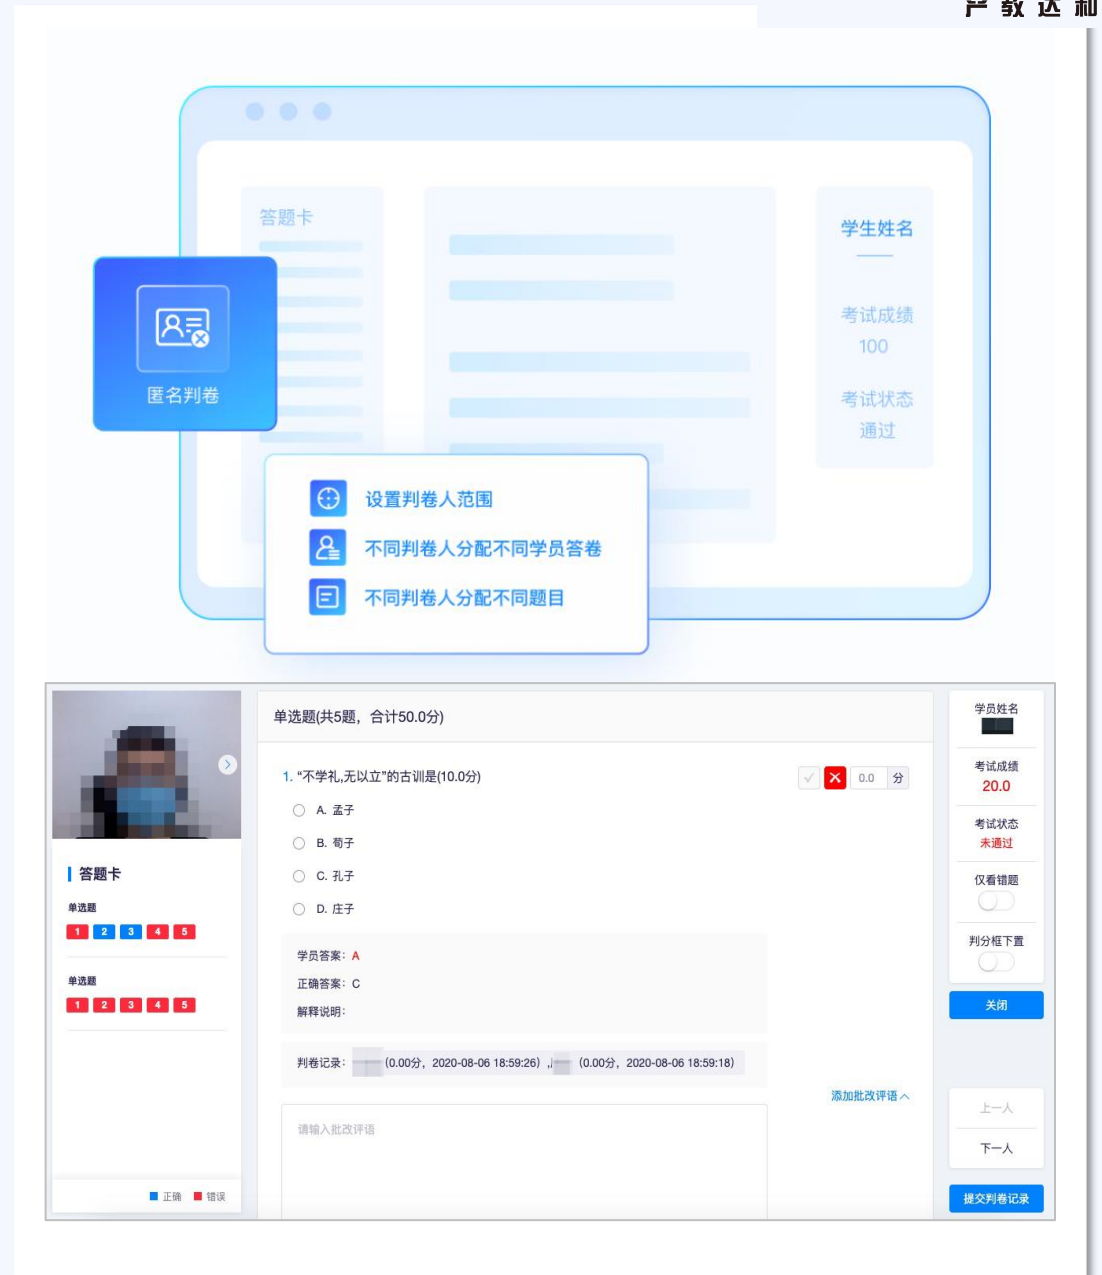 产教达和
答题卡
学生姓名
考试成绩
100
考试状态
通过
匿名判卷
设置判卷人范围
不同判卷人分配不同学员答卷
不同判卷人分配不同题目
单选题(共5题，合计50.0分)
学员姓名
1. “不学礼,无以立”的古训是(10.0分)
0.0 分
考试成绩
20.0
A. 孟子
考试状态
未通过
B. 荀子
C. 孔子
仅看错题
D. 庄子
判分框下置
答题卡
单选题
1 2 3 4 5
单选题
1 2 3 4 5
学员答案：A
正确答案：C
解释说明：
关闭
判卷记录： (0.00分，2020-08-06 18:59:26) , (0.00分，2020-08-06 18:59:18)
添加批改评语
请输入批改评语
上一人
下一人
正确 错误
提交判卷记录